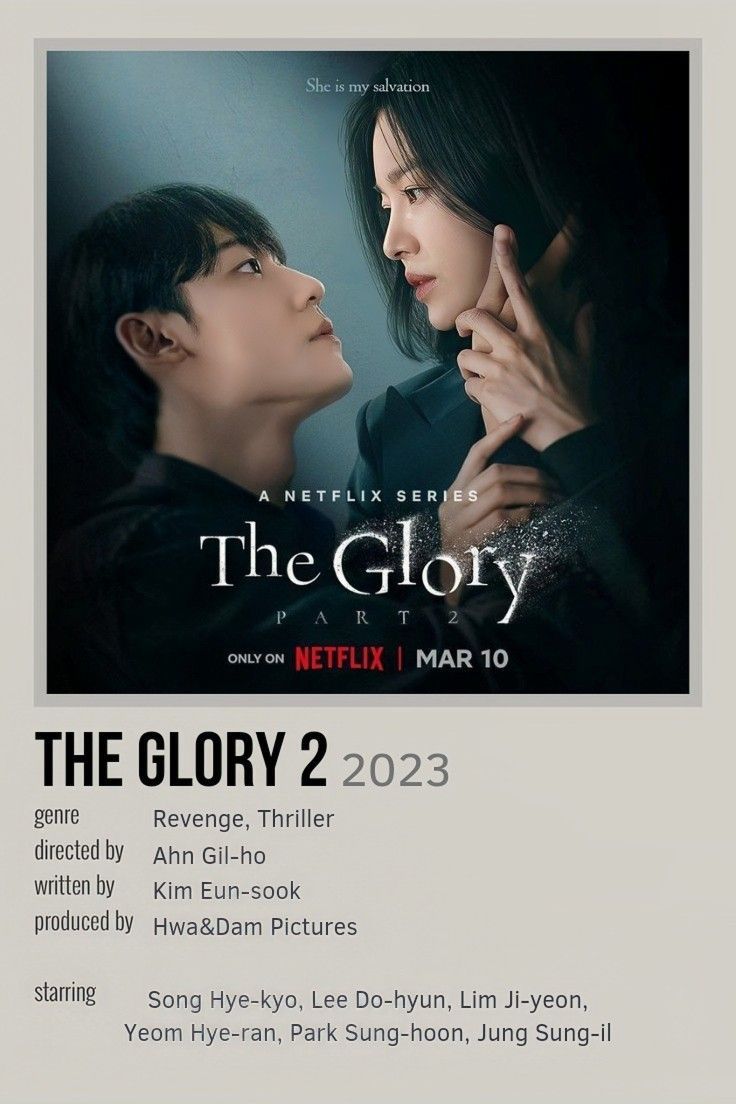 She is my salvation
A NETFLIX SERIES
The Glory
PART 2
ONLY ON NETFLIX | MAR 10
THE GLORY 2 2023
genre Revenge, Thriller
directed by Ahn Gil-ho
written by Kim Eun-sook
produced by Hwa&Dam Pictures
starring Song Hye-kyo, Lee Do-hyun, Lim Ji-yeon,
Yeom Hye-ran, Park Sung-hoon, Jung Sung-il